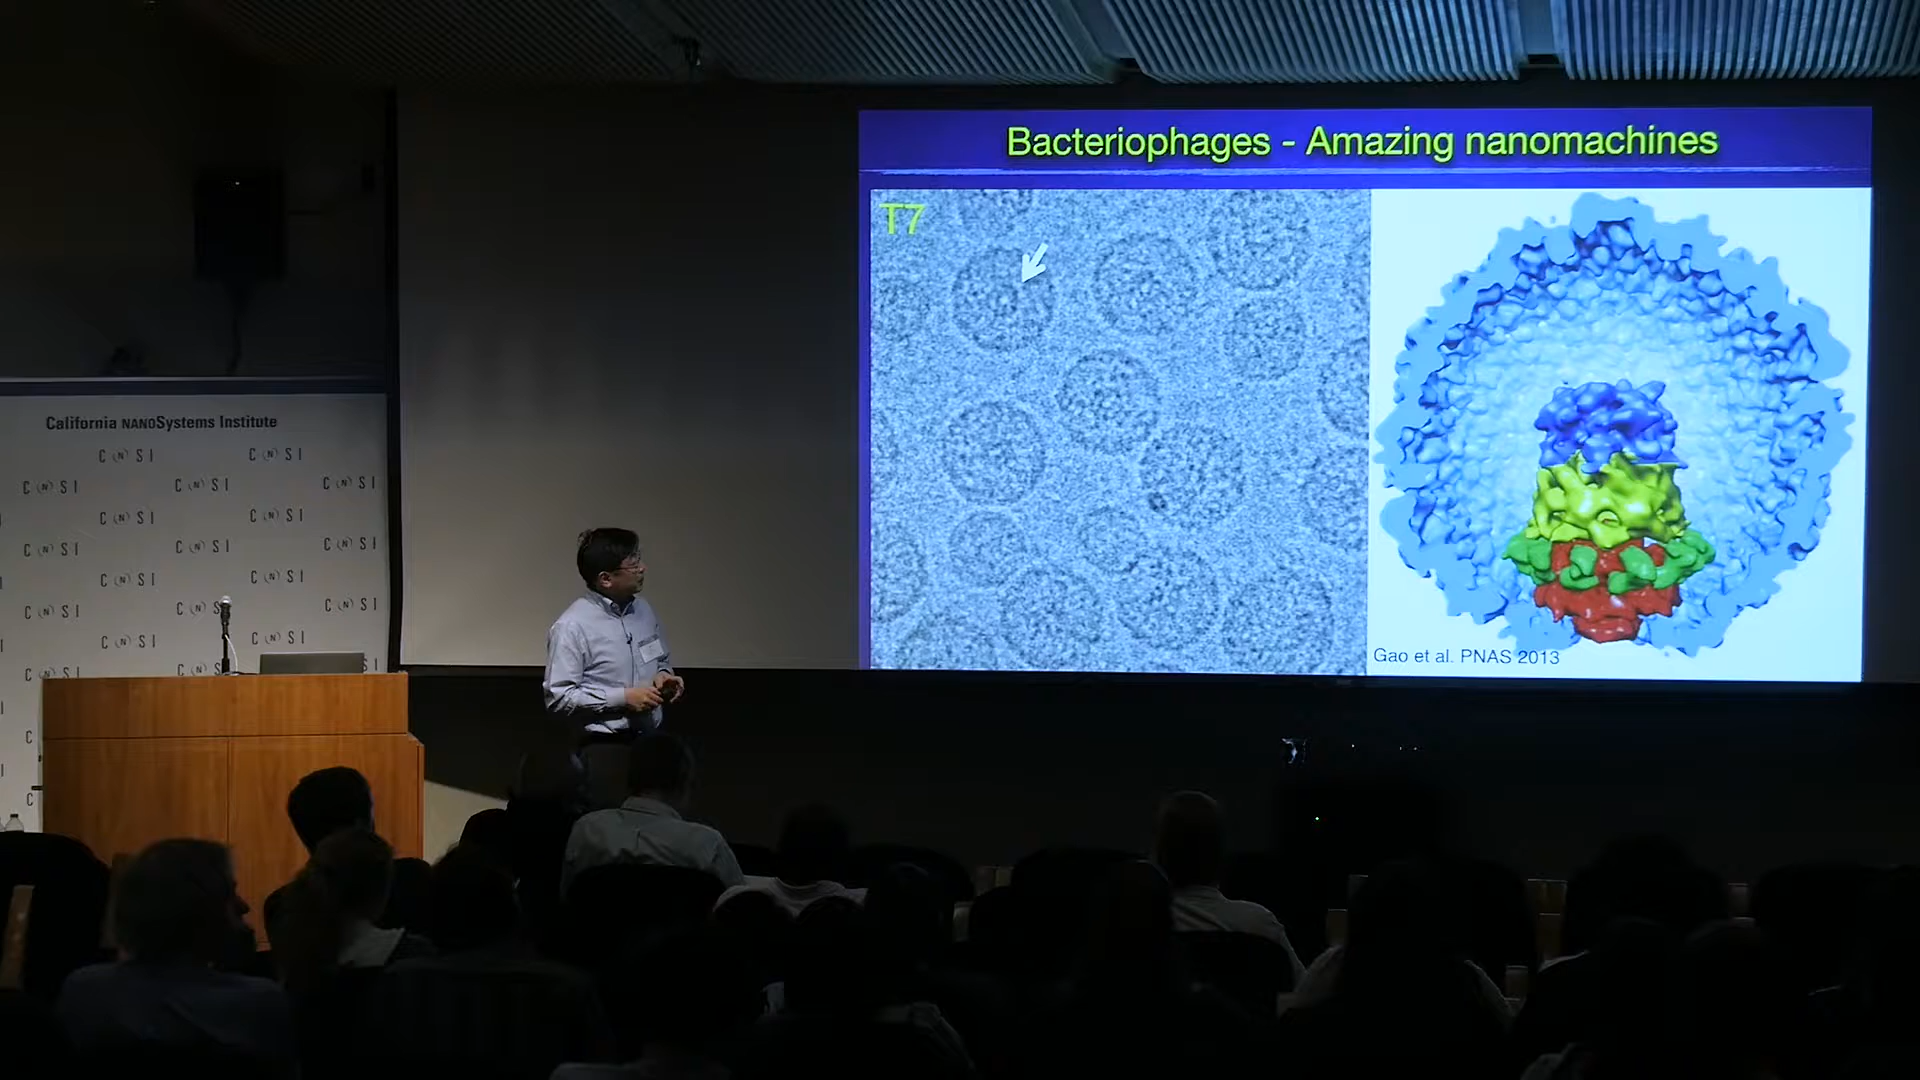 Bacteriophages - Amazing nanomachines
T7
Gao et al. PNAS 2013
California NANOSystems Institute
C (N) S I C (N) S I
C (N) S I C (N) S I C (N) S I
C (N) S I C (N) S I
C (N) S I C (N) S I C (N) S I
C (N) S I C (N) S I
C (N) S I C (N) S C (N) S I
C (N) S I C (N) S I
C (N) S I C (N) S S I
C
C